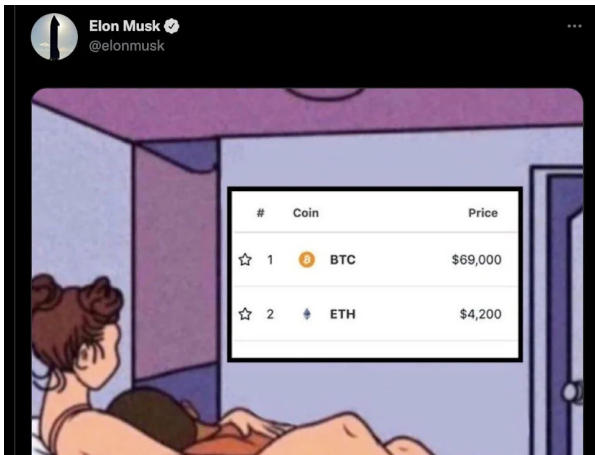 Elon Musk
@elonmusk
# Coin Price
1 BTC $69,000
2 ETH $4,200